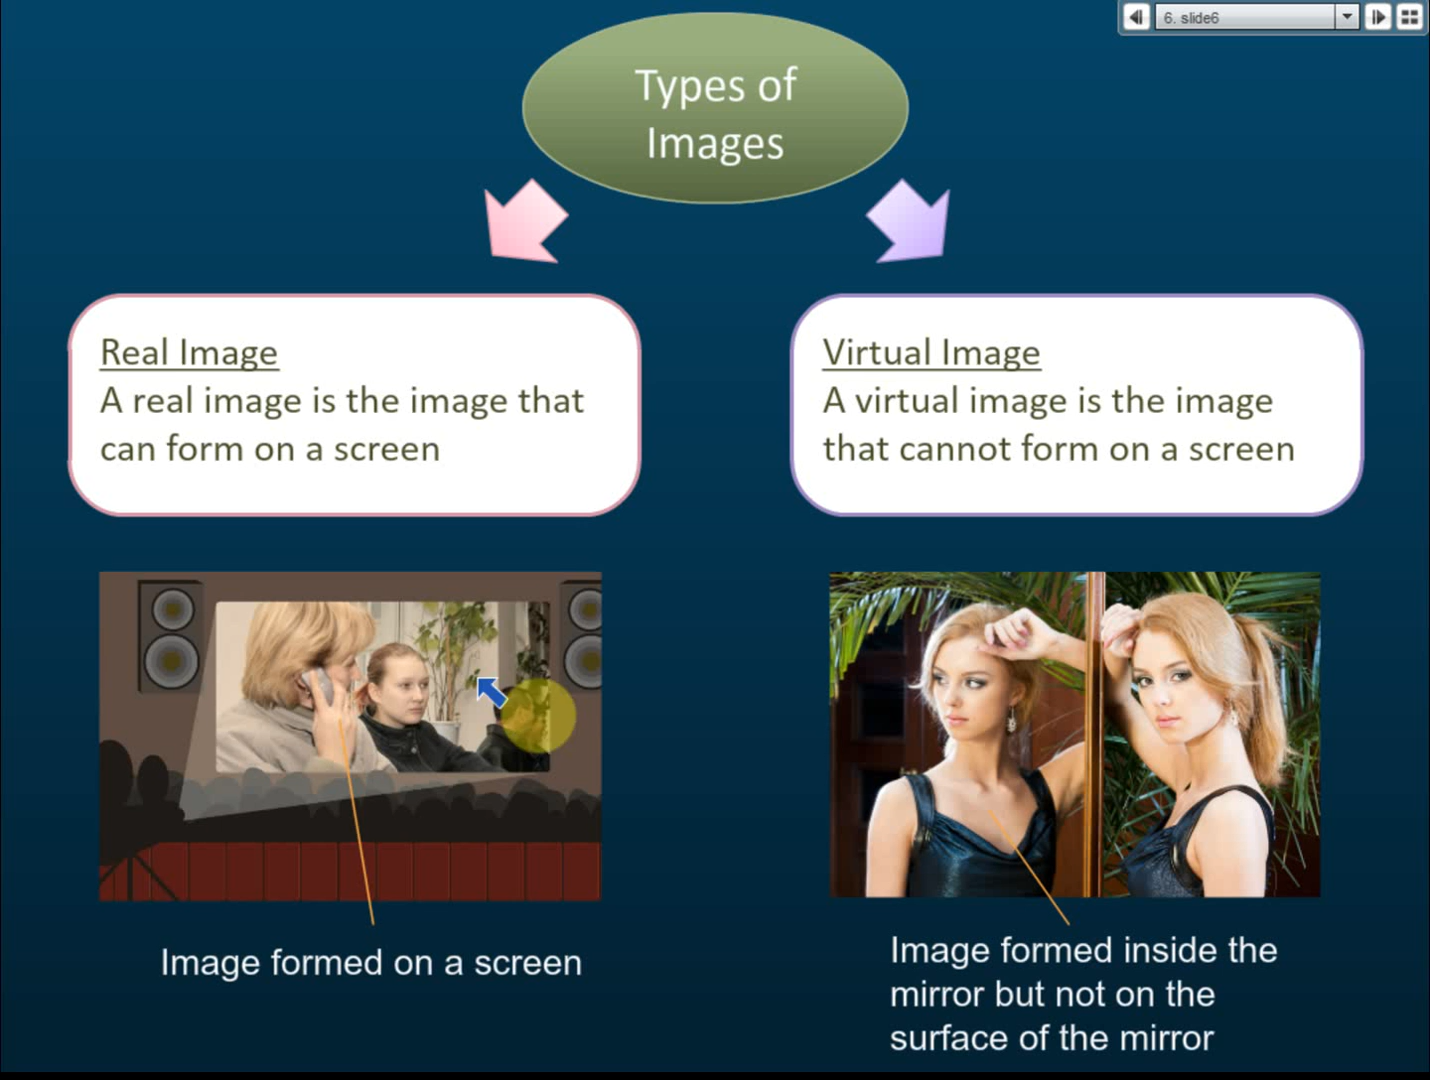 6. slide6
Types of
Images
Real Image
A real image is the image that
can form on a screen
Virtual Image
A virtual image is the image
that cannot form on a screen
Image formed on a screen
Image formed inside the
mirror but not on the
surface of the mirror